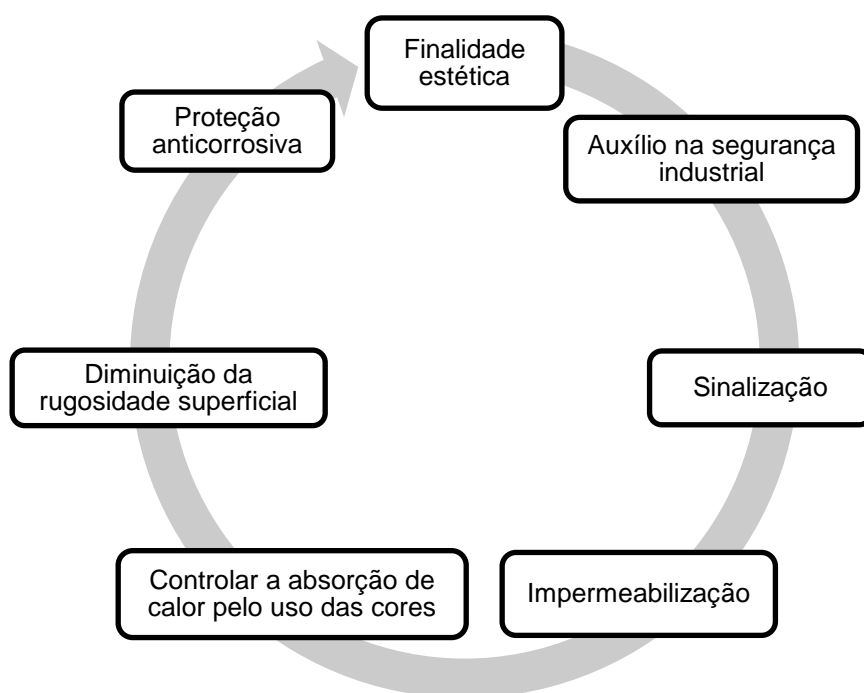 Finalidade
estética
Auxílio na segurança
industrial
Sinalização
Impermeabilização
Controlar a absorção de
calor pelo uso das cores
Diminuição da
rugosidade superficial
Proteção
anticorrosiva